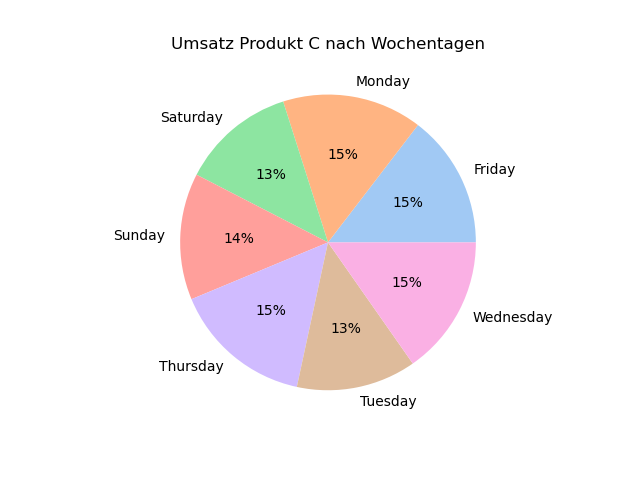 Umsatz Produkt C nach Wochentagen
Monday
15%
Friday
15%
Saturday
13%
Sunday
14%
Thursday
15%
Tuesday
13%
Wednesday
15%